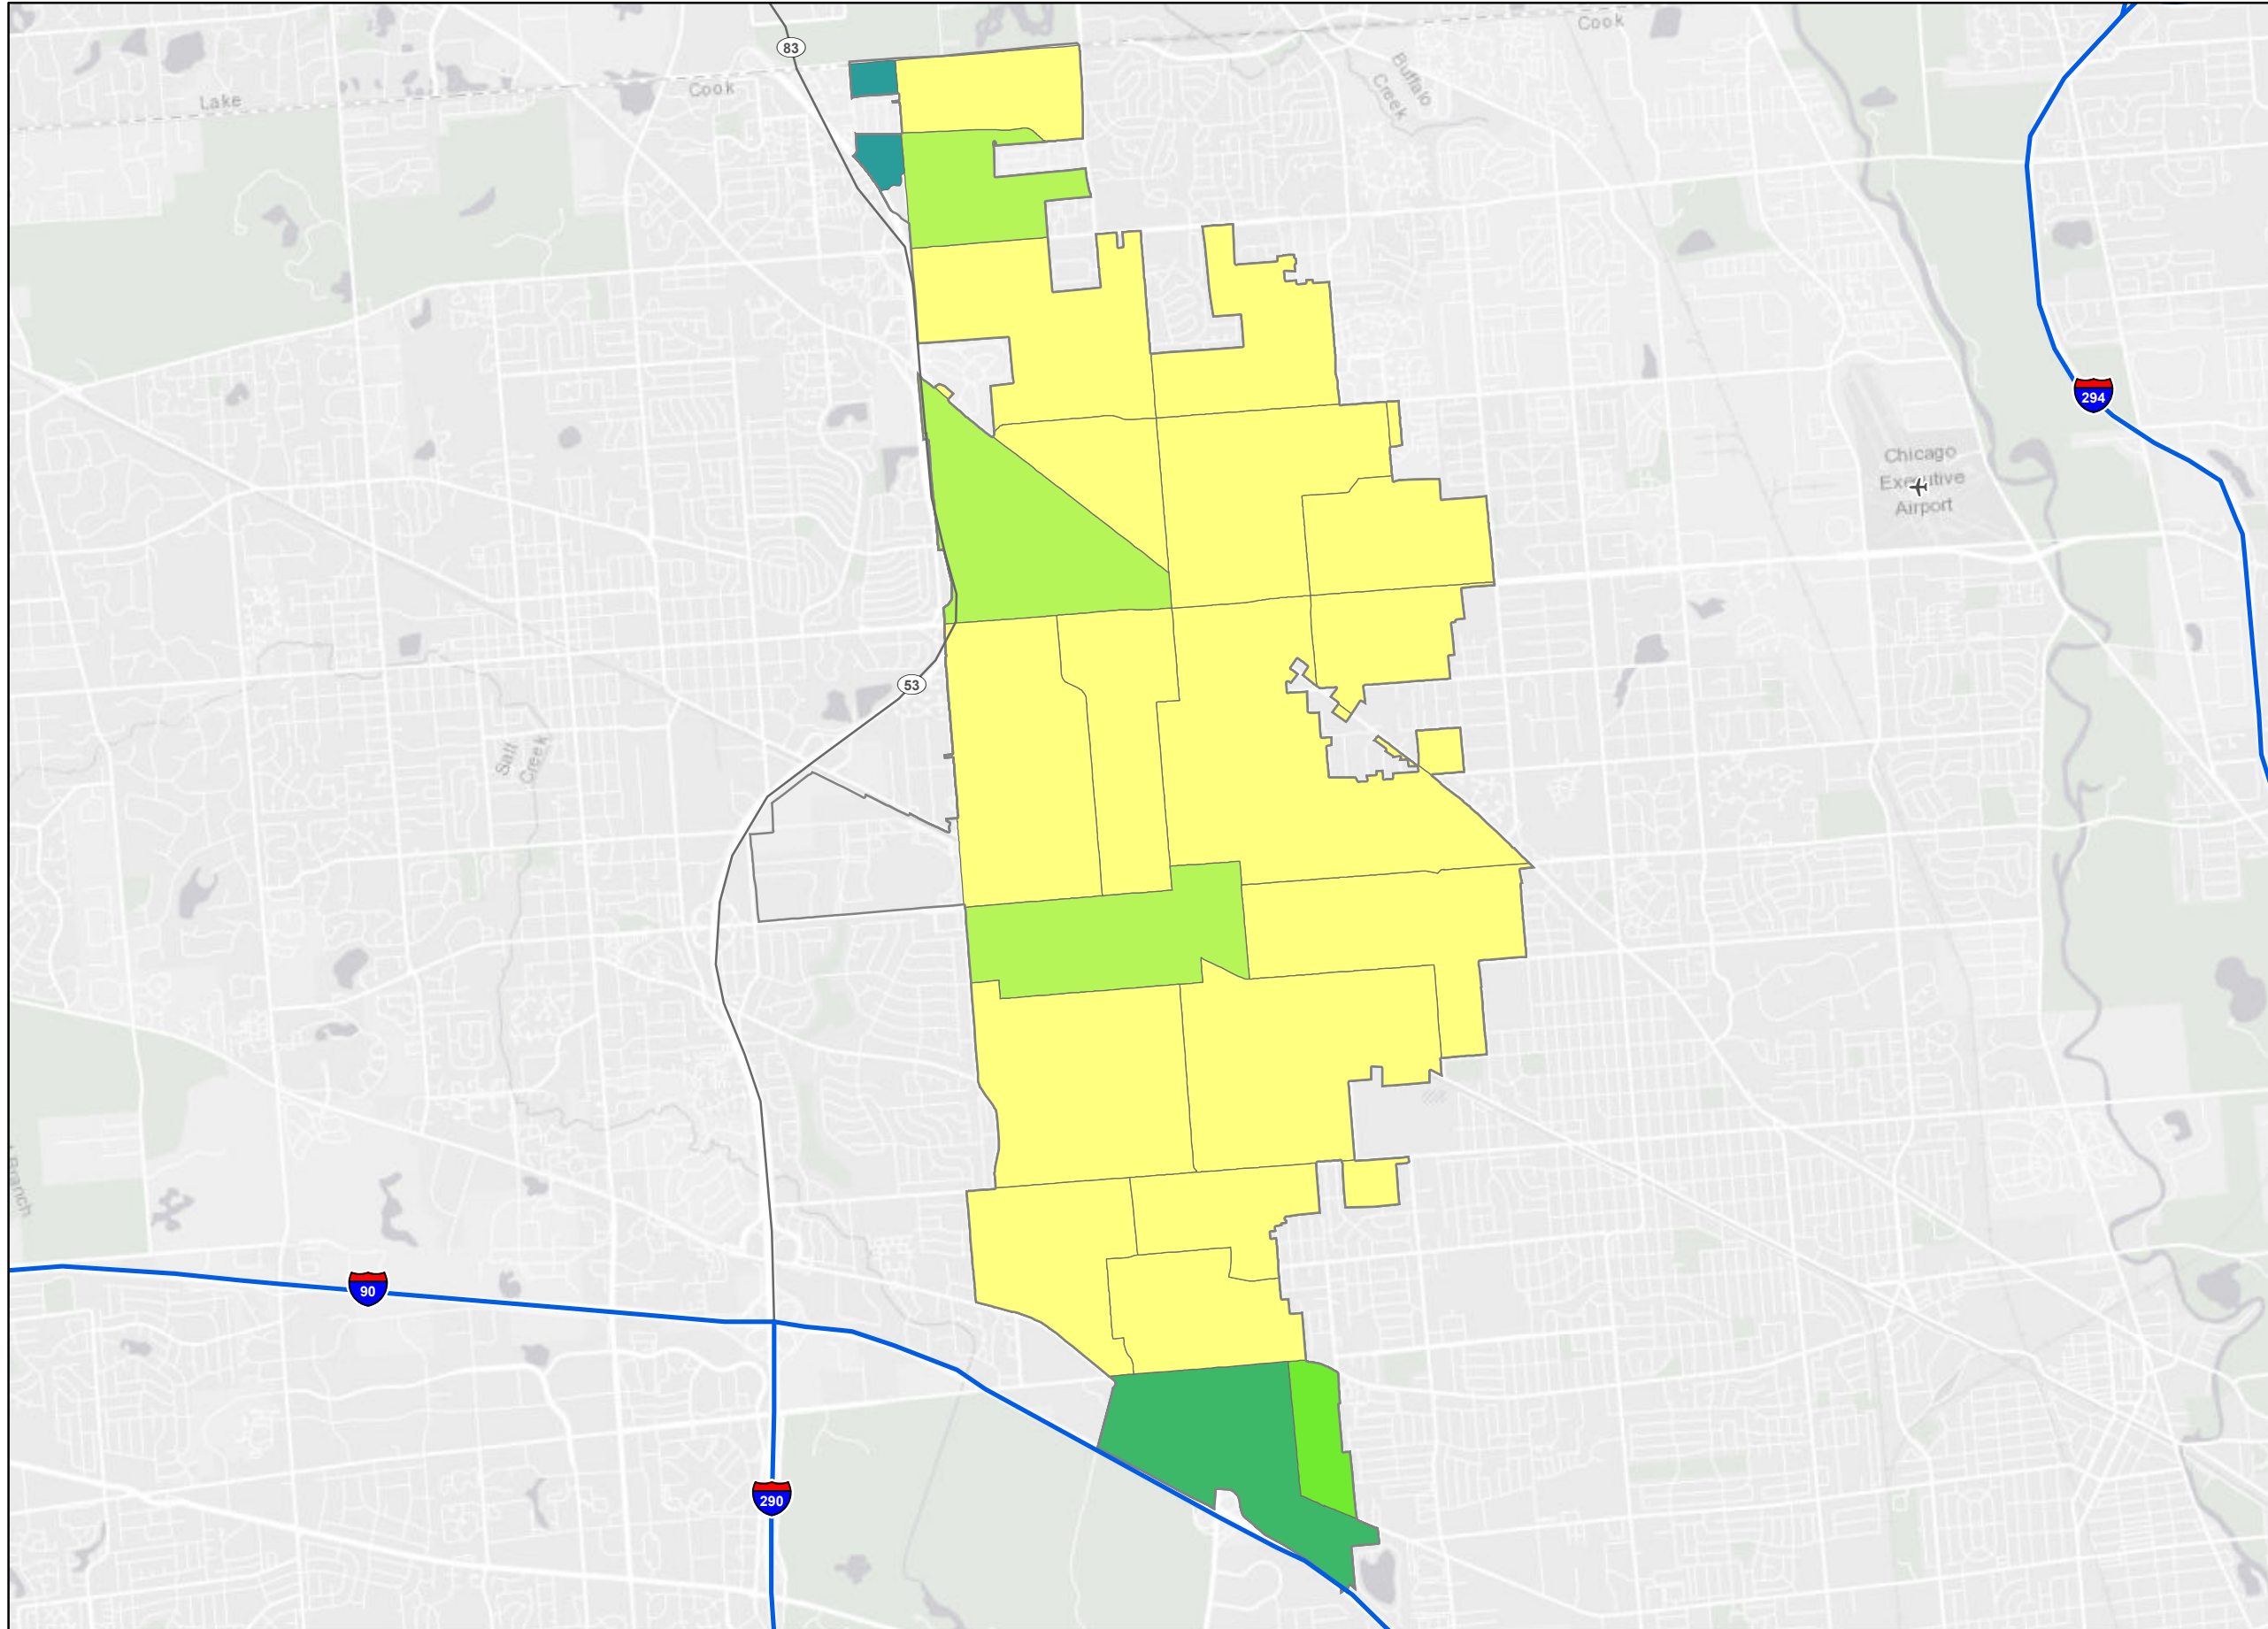 Cook
83
Lake
Cook
Buffalo
Creek
294
Chicago
Executive
Airport
53
Salt
Creek
90
290